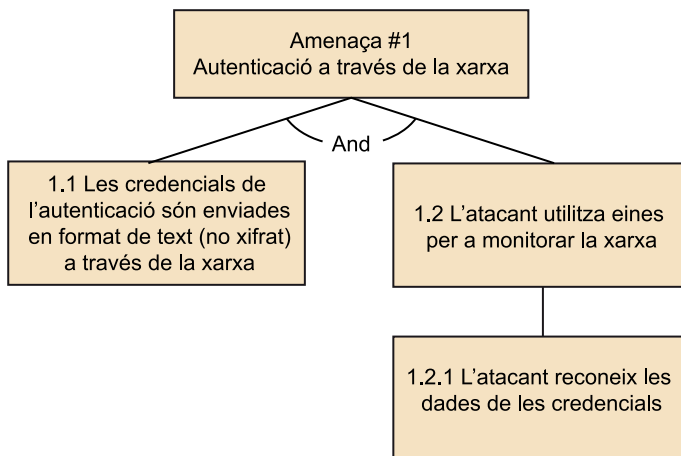 Amenaça #1
Autenticació a través de la xarxa
And
1.1 Les credencials de
l’autenticació són enviades
en format de text (no xifrat)
a través de la xarxa
1.2 L’atacant utilitza eines
per a monitorar la xarxa
1.2.1 L’atacant reconeix les
dades de les credencials